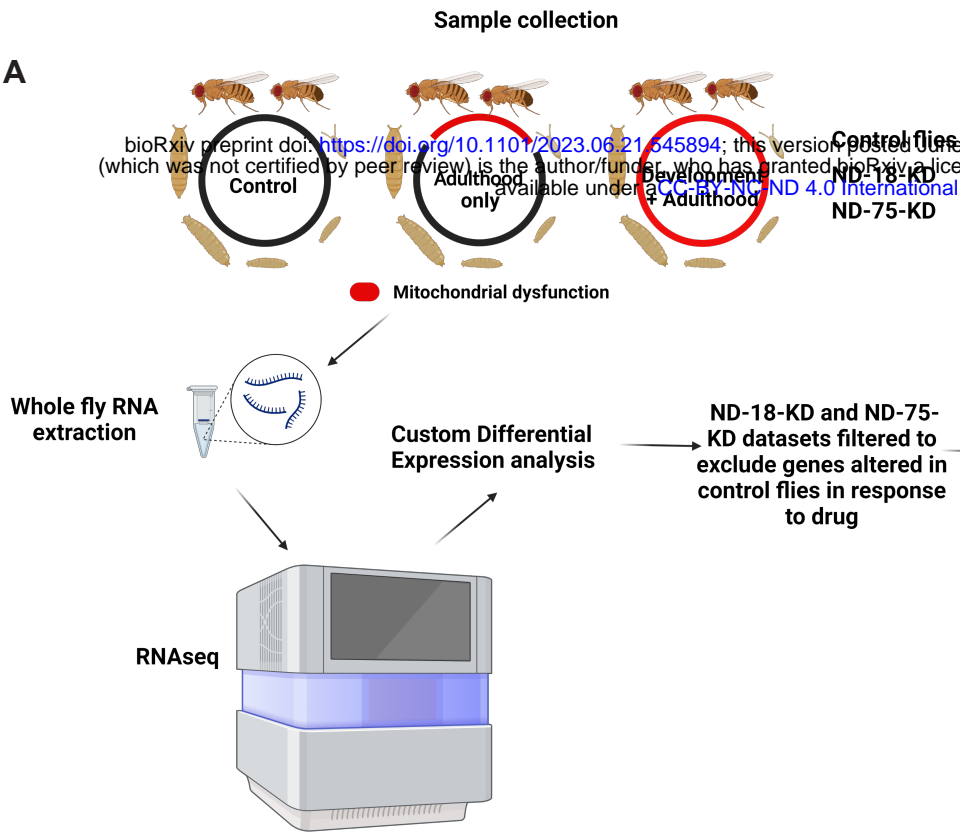 Sample collection
A
bioRxiv preprint doi: https://doi.org/10.1101/2023.06.21.545894; this version posted June
(which was not certified by peer review) is the author/funder, who has granted bioRxiv a lice
available under aCC-BY-NC-ND 4.0 International
Control
Adulthood
only
Development
+ Adulthood
Control flies
ND-18-KD
ND-75-KD
Mitochondrial dysfunction
Whole fly RNA
extraction
Custom Differential
Expression analysis
ND-18-KD and ND-75-
KD datasets filtered to
exclude genes altered in
control flies in response
to drug
RNAseq